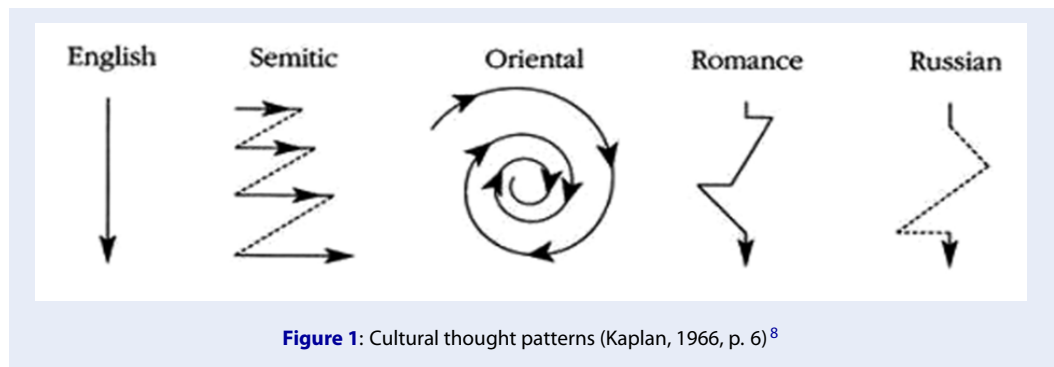 English Semitic Oriental Romance Russian
Figure 1: Cultural thought patterns (Kaplan, 1966, p. 6) 8